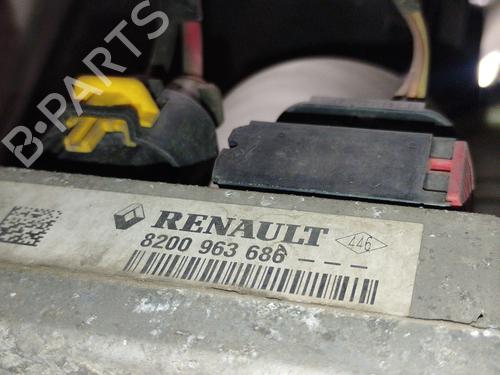 B-PARTS
RENAULT
446
8200 963 686 A _ _ _